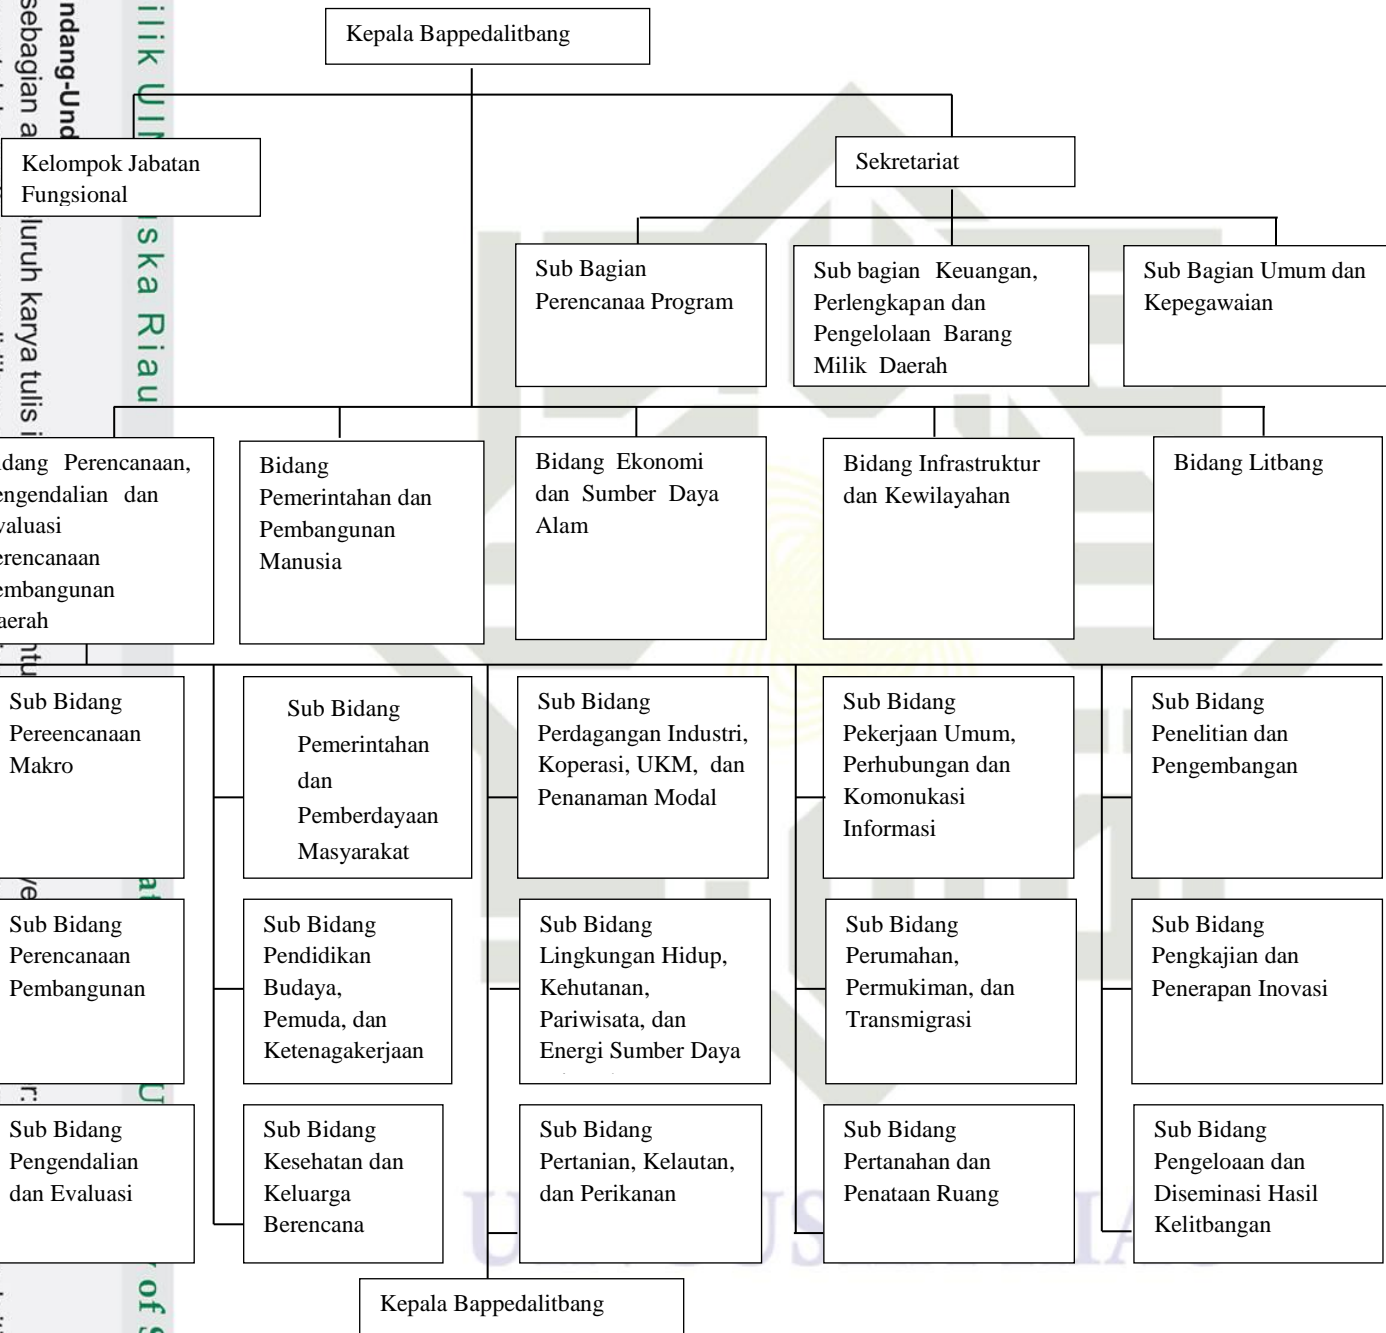 Kepala Bappedalitbang
Kelompok Jabatan
Fungsional
Sekretariat
Sub Bagian
Perencanaa Program
Sub bagian Keuangan,
Perlengkapan dan
Pengelolaan Barang
Milik Daerah
Sub Bagian Umum dan
Kepegawaian
Perencanaan,
dan
Bidang
Pemerintahan dan
Pembangunan
Manusia
Bidang Ekonomi
dan Sumber Daya
Alam
Bidang Infrastruktur
dan Kewilayahan
Bidang Litbang
Sub Bidang
Pereencanaan
Makro
Sub Bidang
Pemerintahan
dan
Pemberdayaan
Masyarakat
Sub Bidang
Perdagangan Industri,
Koperasi, UKM, dan
Penanaman Modal
Sub Bidang
Pekerjaan Umum,
Perhubungan dan
Komonukasi
Informasi
Sub Bidang
Penelitian dan
Pengembangan
Sub Bidang
Perencanaan
Pembangunan
Sub Bidang
Pendidikan
Budaya,
Pemuda, dan
Ketenagakerjaan
Sub Bidang
Lingkungan Hidup,
Kehutanan,
Pariwisata, dan
Energi Sumber Daya
Sub Bidang
Perumahan,
Permukiman, dan
Transmigrasi
Sub Bidang
Pengkajian dan
Penerapan Inovasi
Sub Bidang
Pengendalian
dan Evaluasi
Sub Bidang
Kesehatan dan
Keluarga
Berencana
Sub Bidang
Pertanian, Kelautan,
dan Perikanan
Sub Bidang
Pertanahan dan
Penataan Ruang
Sub Bidang
Pengeloaan dan
Diseminasi Hasil
Kelitbangan
Kepala Bappedalitbang
Riau
sebagian
karya tulis
of